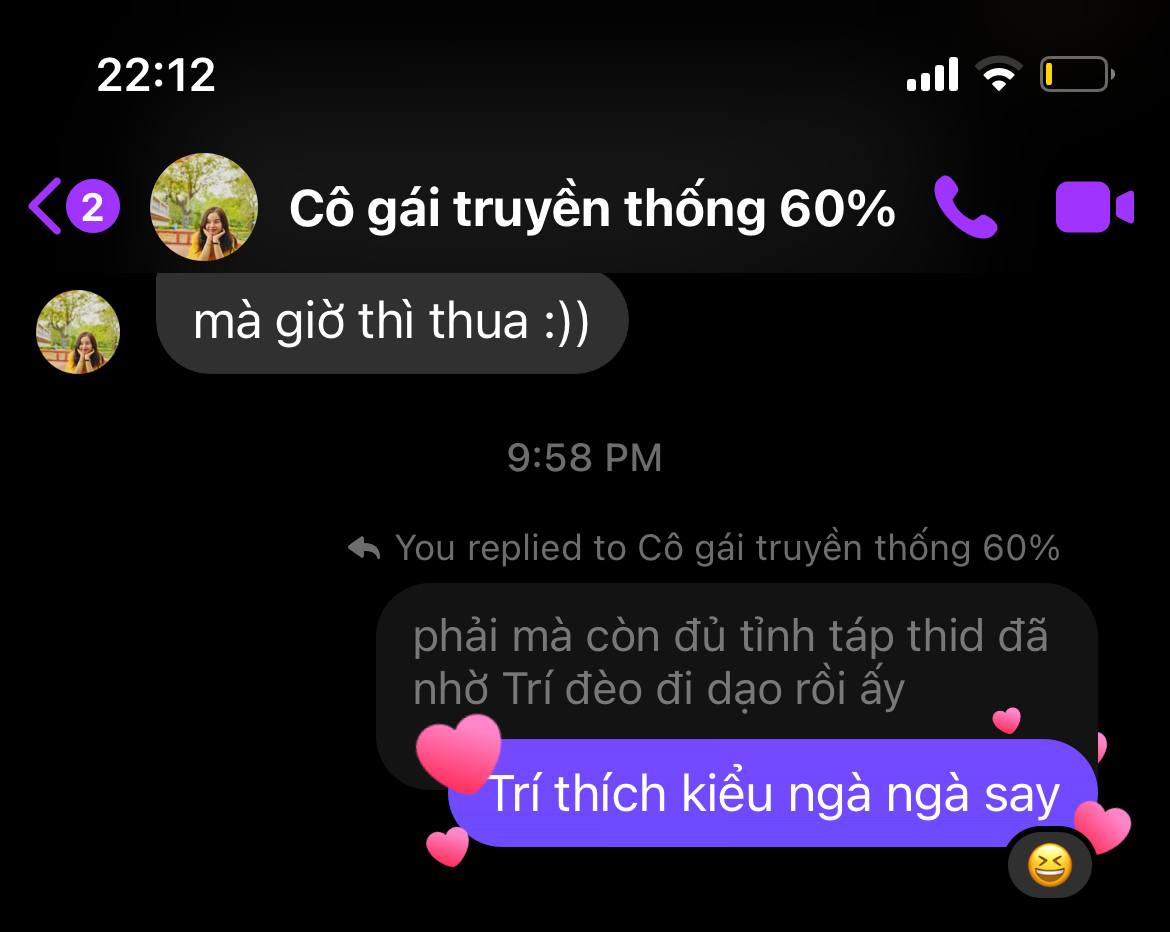 22:12
2
Cô gái truyền thống 60%
mà giờ thì thua :))
9:58 PM
You replied to Cô gái truyền thống 60%
phải mà còn đủ tỉnh táp thid đã
nhờ Trí đèo đi dạo rồi ấy
Trí thích kiểu ngà ngà say